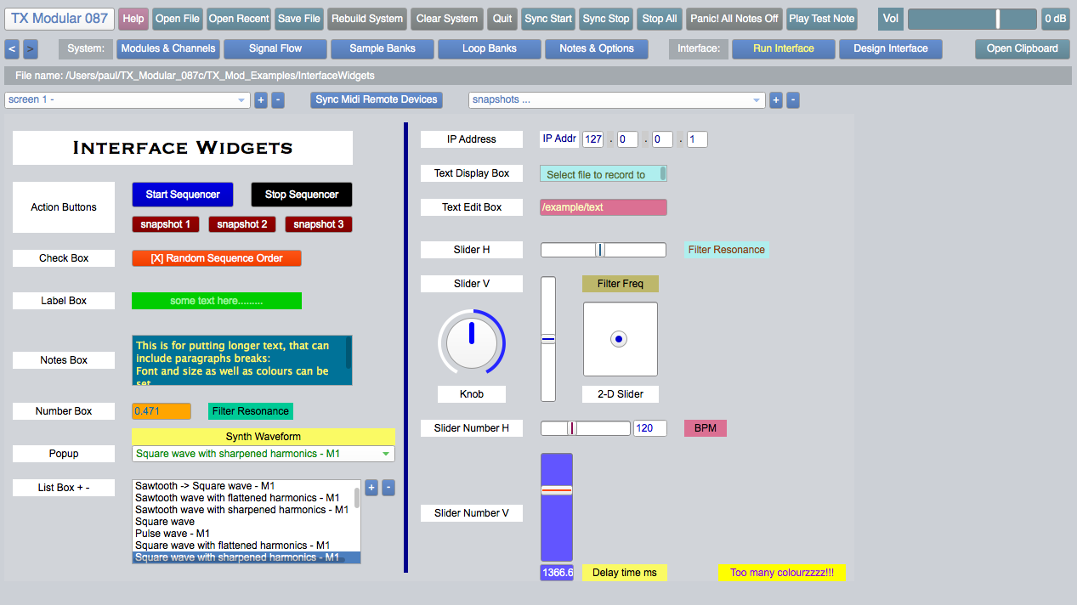 TX Modular 087 Help Open File Open Recent Save File Rebuild System Clear System Quit Sync Start Sync Stop Stop All Panic! All Notes Off Play Test Note Vol 0 dB
< > System: Modules & Channels Signal Flow Sample Banks Loop Banks Notes & Options Interface: Run Interface Design Interface Open Clipboard
File name: /Users/paul/TX_Modular_087c/TX_Mod_Examples/InterfaceWidgets
screen 1 - + - Sync Midi Remote Devices snapshots ... + -
Interface Widgets
Action Buttons
Start Sequencer Stop Sequencer
snapshot 1 snapshot 2 snapshot 3
Check Box [X] Random Sequence Order
Label Box some text here.........
Notes Box
This is for putting longer text, that can
include paragraphs breaks:
Font and size as well as colours can be
set
Number Box 0.471 Filter Resonance
Synth Waveform
Popup Square wave with sharpened harmonics - M1
List Box + -
Sawtooth -> Square wave - M1
Sawtooth wave with flattened harmonics - M1
Sawtooth wave with sharpened harmonics - M1
Square wave
Pulse wave - M1
Square wave with flattened harmonics - M1
Square wave with sharpened harmonics - M1
+ -
IP Address IP Addr 127 . 0 . 0 . 1
Text Display Box Select file to record to
Text Edit Box /example/text
Slider H Filter Resonance
Slider V Filter Freq
Knob 2-D Slider
Slider Number H 120 BPM
Slider Number V
1366.6 Delay time ms Too many colourzzzz!!!